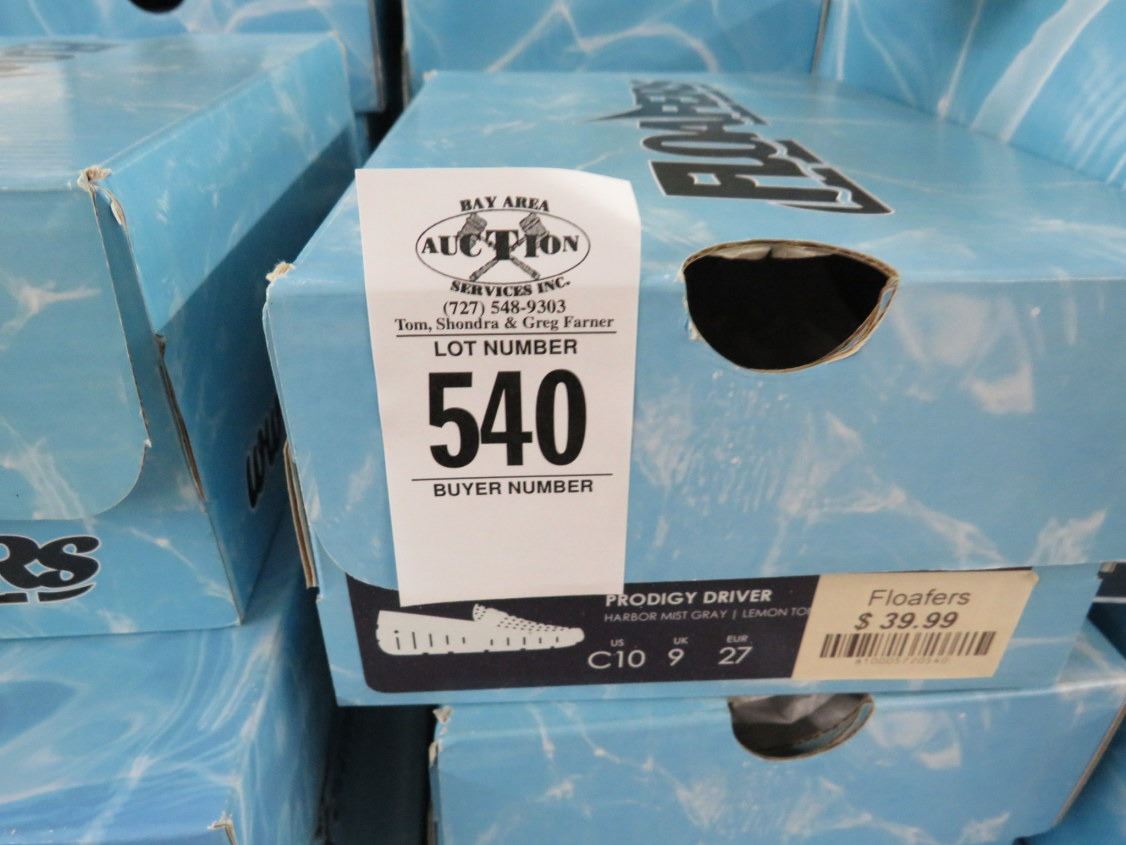 FLOAFERS
BAY AREA
AUCTION
SERVICES INC.
(727) 548-9303
Tom, Shondra & Greg Farner
LOT NUMBER
540
BUYER NUMBER
RS
PRODIGY DRIVER
HARBOR MIST GRAY | LEMON TO
US UK EUR
C10 9 27
Floafers
$ 39.99